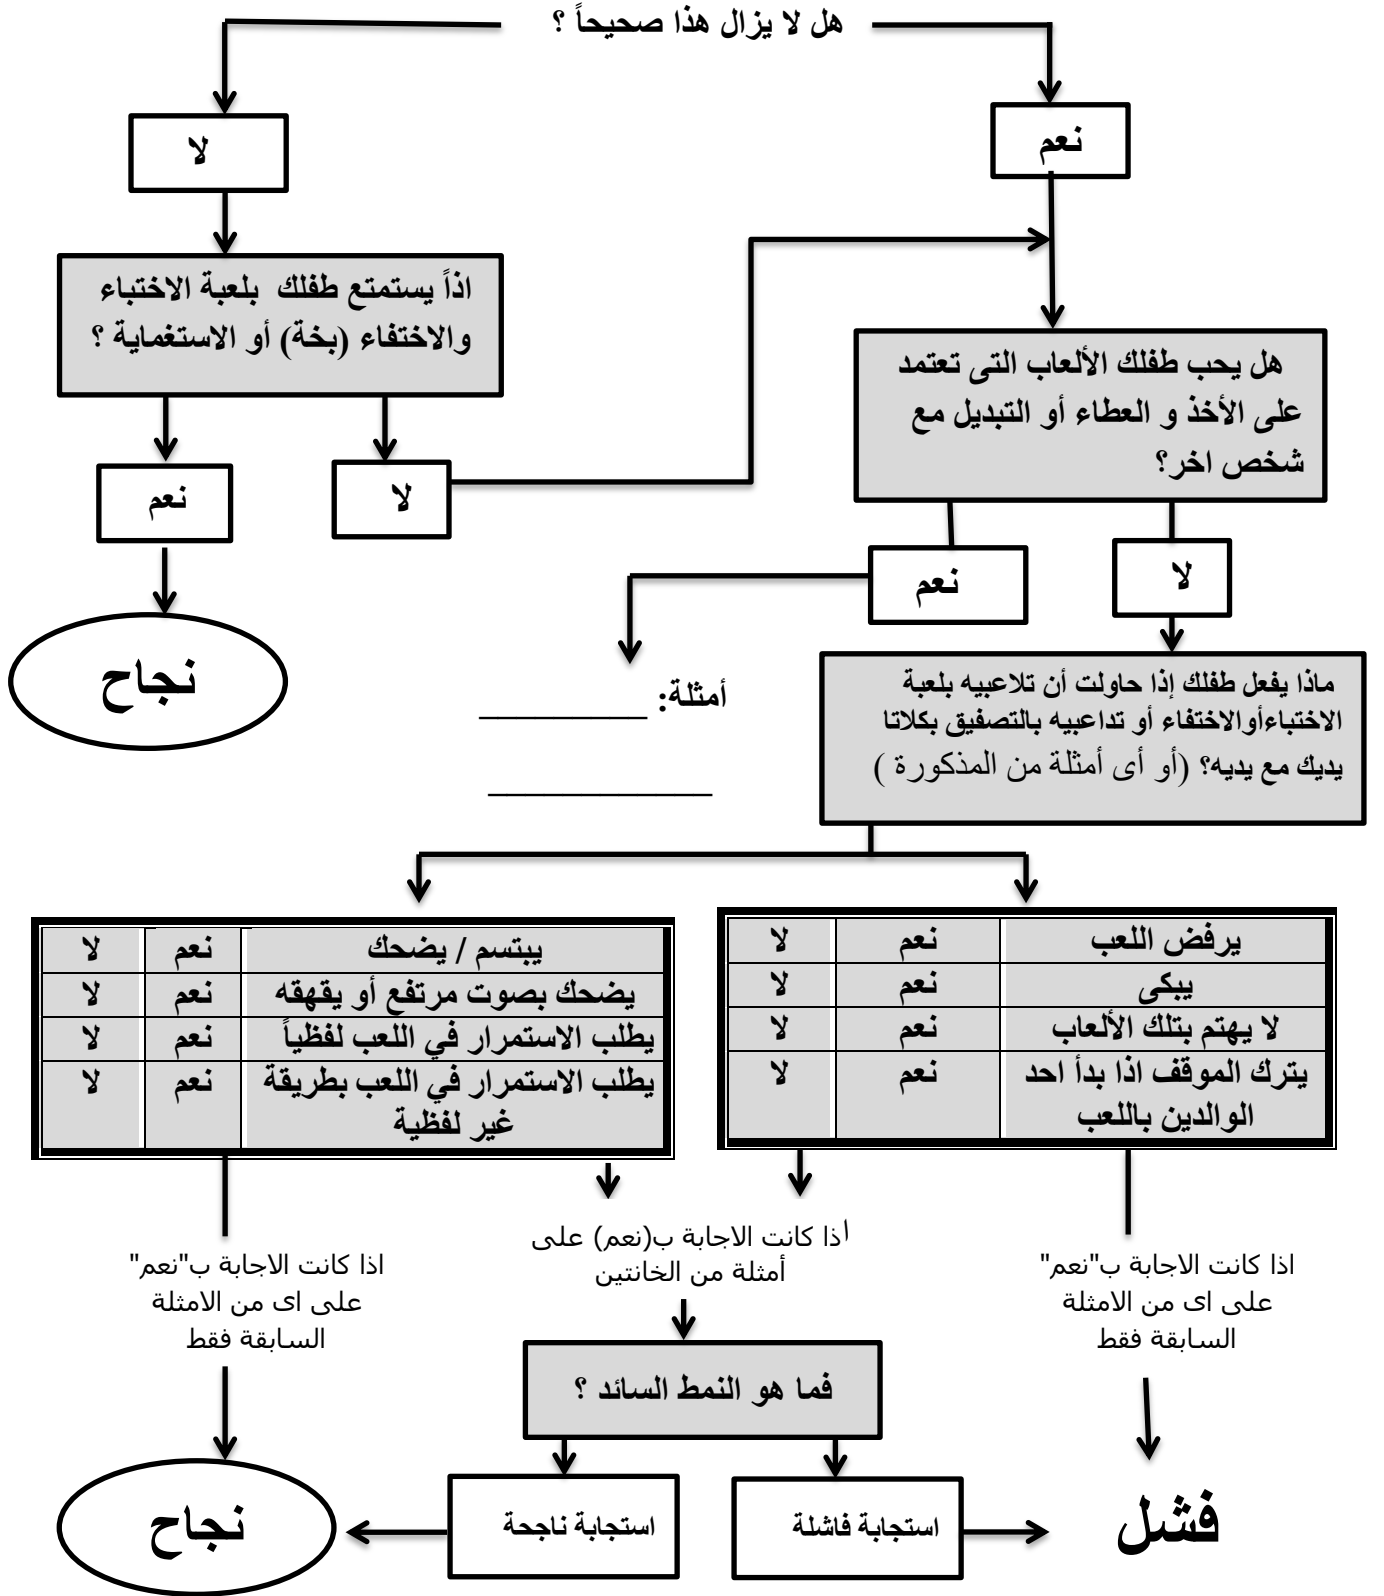 هل لا يزال هذا صحيحاً ؟
نعم
لا
اذاً يستمتع طفلك بلعبة الاختباء
والاختفاء (بخة) أو الاستغماية ؟
نعم
لا
هل يحب طفلك الألعاب التى تعتمد
على الأخذ و العطاء أو التبديل مع
شخص اخر؟
نعم
لا
نجاح
أمثلة: _________
____________
ماذا يفعل طفلك إذا حاولت أن تلاعبيه بلعبة
الاختباءأوالاختفاء أو تداعبيه بالتصفيق بكلاتا
يديك مع يديه؟ (أو أى أمثلة من المذكورة )
يرفض اللعب نعم لا
يبكى نعم لا
لا يهتم بتلك الألعاب نعم لا
يترك الموقف اذا بدأ احد نعم لا
الوالدين باللعب
يبتسم / يضحك نعم لا
يضحك بصوت مرتفع أو يقهقه نعم لا
يطلب الاستمرار في اللعب لفظياً نعم لا
يطلب الاستمرار في اللعب بطريقة نعم لا
غير لفظية
اذا كانت الاجابة ب"نعم"
على اى من الامثلة
السابقة فقط
أذا كانت الاجابة ب(نعم) على
أمثلة من الخانتين
اذا كانت الاجابة ب"نعم"
على اى من الامثلة
السابقة فقط
فما هو النمط السائد ؟
استجابة فاشلة
استجابة ناجحة
فشل
نجاح